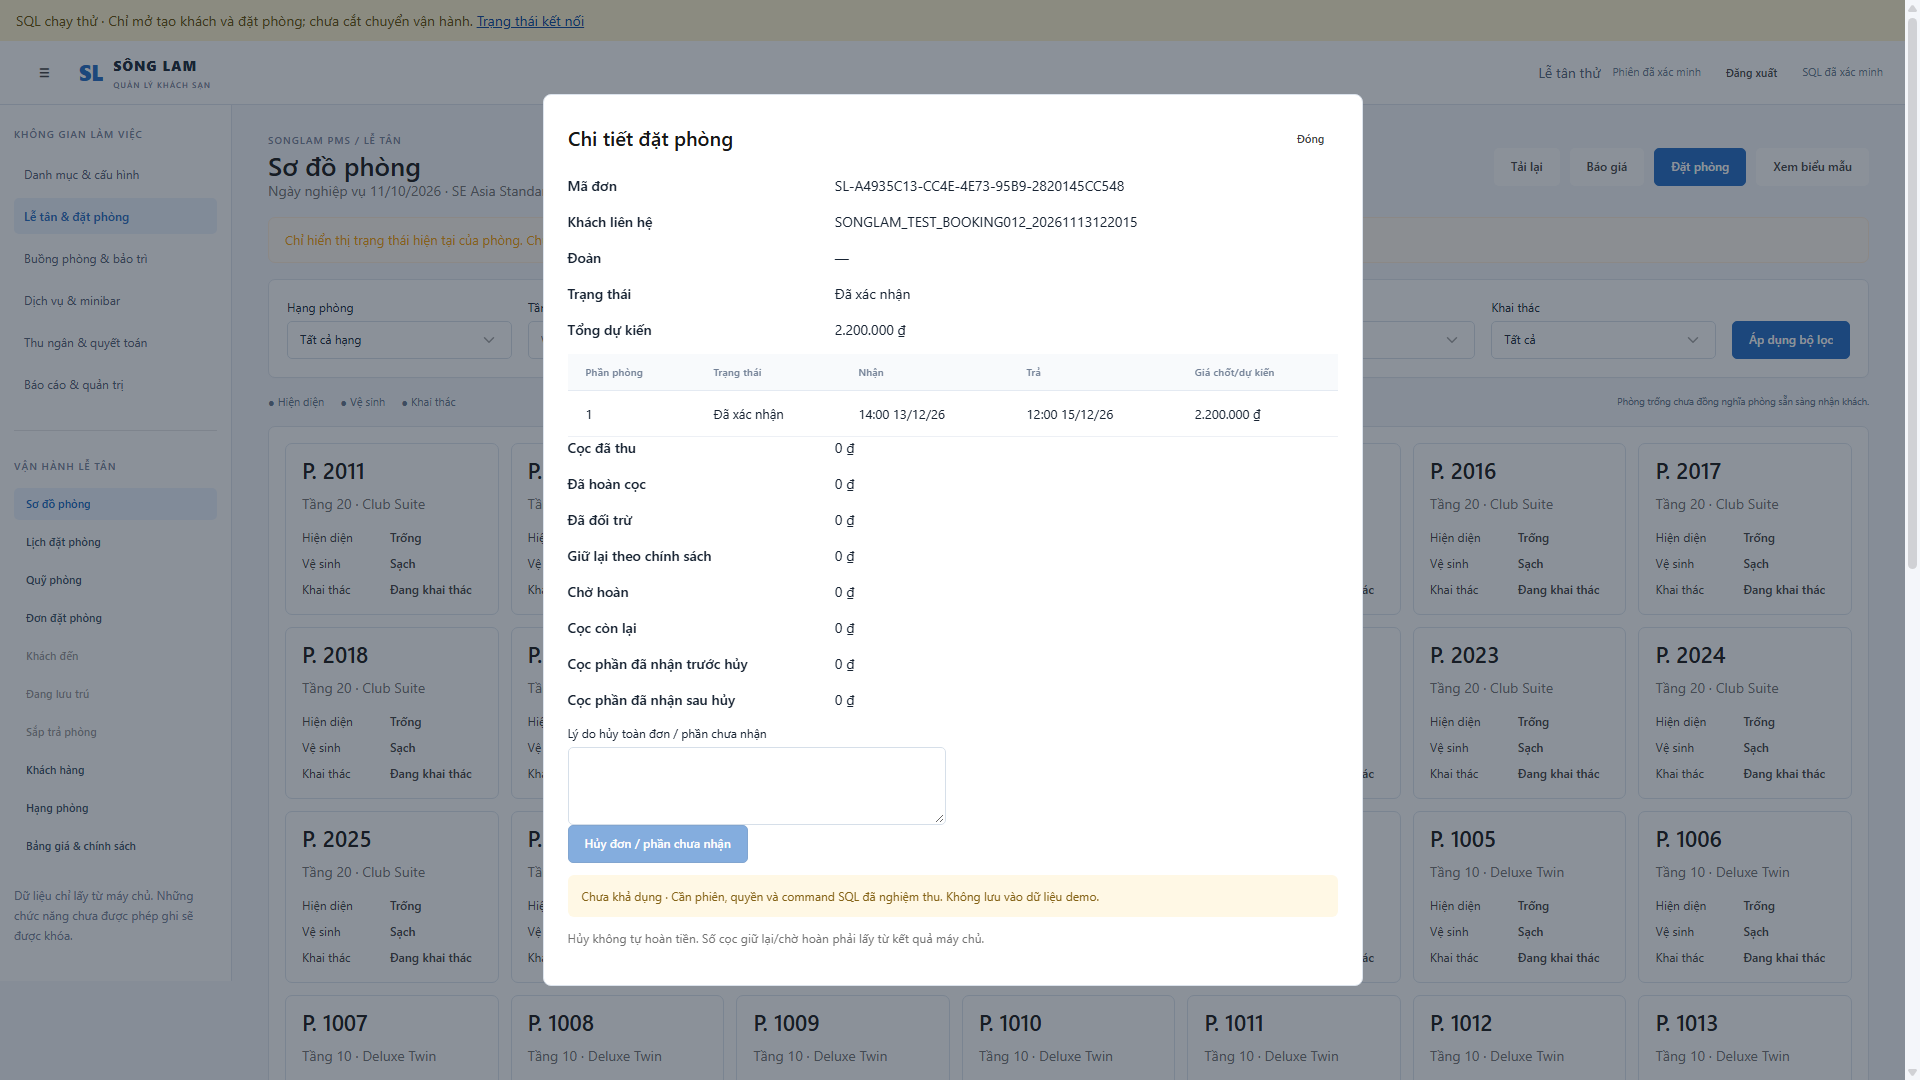 SQL chạy thử · Chỉ mở tạo khách và đặt phòng; chưa cắt chuyển vận hành. Trạng thái kết nối
☰ SL SÔNG LAM
QUẢN LÝ KHÁCH SẠN
Lễ tân thử Phiên đã xác minh Đăng xuất SQL đã xác minh
KHÔNG GIAN LÀM VIỆC
Danh mục & cấu hình
Lễ tân & đặt phòng
Buồng phòng & bảo trì
Dịch vụ & minibar
Thu ngân & quyết toán
Báo cáo & quản trị
VẬN HÀNH LỄ TÂN
Sơ đồ phòng
Lịch đặt phòng
Quỹ phòng
Đơn đặt phòng
Khách đến
Đang lưu trú
Sắp trả phòng
Khách hàng
Hạng phòng
Bảng giá & chính sách
Dữ liệu chỉ lấy từ máy chủ. Những
chức năng chưa được phép ghi sẽ
được khóa.
SONGLAM PMS / LỄ TÂN
Sơ đồ phòng
Ngày nghiệp vụ 11/10/2026 · SE Asia Standa
Tải lại Báo giá Đặt phòng Xem biểu mẫu
Chỉ hiển thị trạng thái hiện tại của phòng. Ch
Hạng phòng
Tất cả hạng
Khai thác
Tất cả
Áp dụng bộ lọc
Hiện diện Vệ sinh Khai thác
Phòng trống chưa đồng nghĩa phòng sẵn sàng nhận khách.
Chi tiết đặt phòng Đóng
Mã đơn SL-A4935C13-CC4E-4E73-95B9-2820145CC548
Khách liên hệ SONGLAM_TEST_BOOKING012_20261113122015
Đoàn —
Trạng thái Đã xác nhận
Tổng dự kiến 2.200.000 ₫
Phần phòng Trạng thái Nhận Trả Giá chốt/dự kiến
1 Đã xác nhận 14:00 13/12/26 12:00 15/12/26 2.200.000 ₫
Cọc đã thu 0 ₫
Đã hoàn cọc 0 ₫
Đã đối trừ 0 ₫
Giữ lại theo chính sách 0 ₫
Chờ hoàn 0 ₫
Cọc còn lại 0 ₫
Cọc phần đã nhận trước hủy 0 ₫
Cọc phần đã nhận sau hủy 0 ₫
Lý do hủy toàn đơn / phần chưa nhận
Hủy đơn / phần chưa nhận
Chưa khả dụng · Cần phiên, quyền và command SQL đã nghiệm thu. Không lưu vào dữ liệu demo.
Hủy không tự hoàn tiền. Số cọc giữ lại/chờ hoàn phải lấy từ kết quả máy chủ.
P. 2011 P. P. 2016 P. 2017
Tầng 20 · Club Suite Tầng 20 · Club Suite Tầng 20 · Club Suite
Hiện diện Trống Hiện diện Trống Hiện diện Trống
Vệ sinh Sạch Vệ sinh Sạch Vệ sinh Sạch
Khai thác Đang khai thác Khai thác Đang khai thác Khai thác Đang khai thác
P. 2018 P. P. 2023 P. 2024
Tầng 20 · Club Suite Tầng 20 · Club Suite Tầng 20 · Club Suite
Hiện diện Trống Hiện diện Trống Hiện diện Trống
Vệ sinh Sạch Vệ sinh Sạch Vệ sinh Sạch
Khai thác Đang khai thác Khai thác Đang khai thác Khai thác Đang khai thác
P. 2025 P. P. 1005 P. 1006
Tầng 20 · Club Suite Tầng 10 · Deluxe Twin Tầng 10 · Deluxe Twin
Hiện diện Trống Hiện diện Trống Hiện diện Trống
Vệ sinh Sạch Vệ sinh Sạch Vệ sinh Sạch
Khai thác Đang khai thác Khai thác Đang khai thác Khai thác Đang khai thác
P. 1007 P. 1008 P. 1009 P. 1010 P. 1011 P. 1012 P. 1013
Tầng 10 · Deluxe Twin Tầng 10 · Deluxe Twin Tầng 10 · Deluxe Twin Tầng 10 · Deluxe Twin Tầng 10 · Deluxe Twin Tầng 10 · Deluxe Twin Tầng 10 · Deluxe Twin